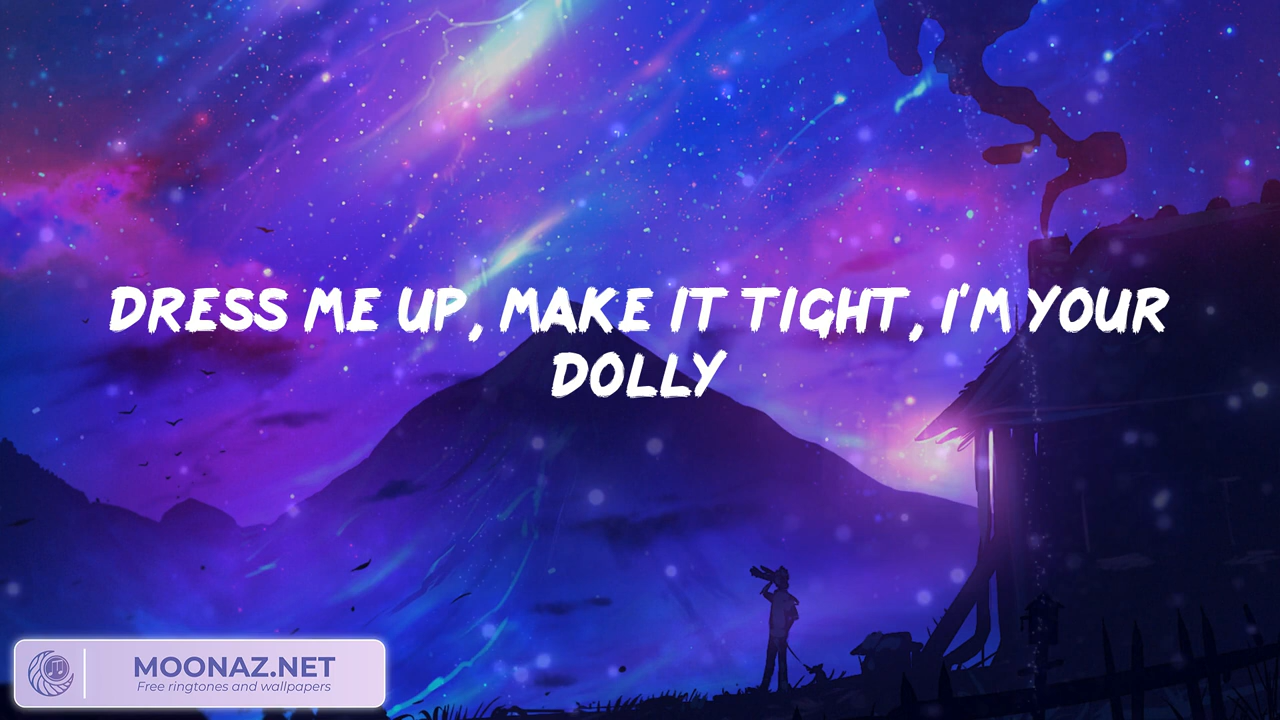 DRESS ME UP, MAKE IT TIGHT, I'M YOUR
DOLLY
MOONAZ.NET
Free ringtones and wallpapers